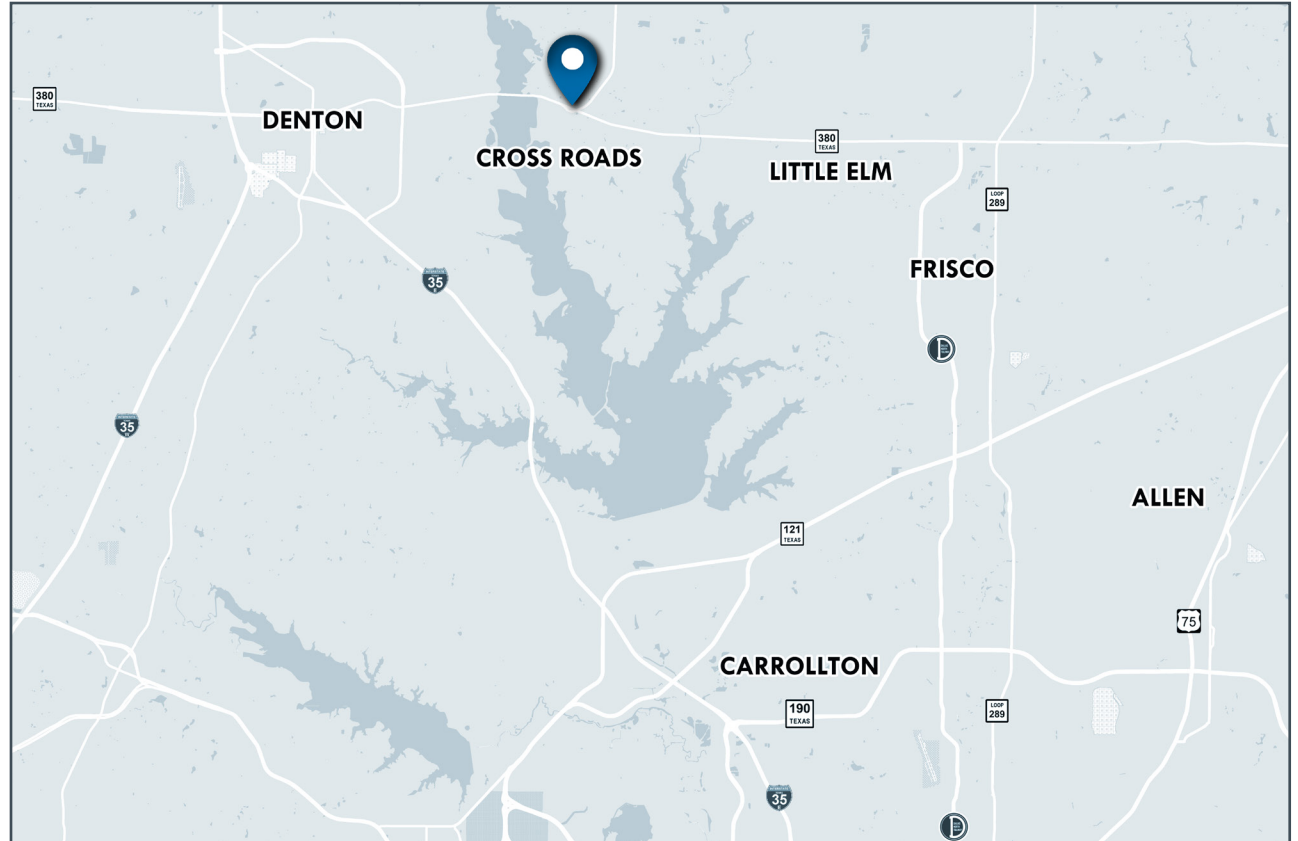 380
TEXAS
DENTON
CROSS ROADS
380
TEXAS
LITTLE ELM
LOOP
289
FRISCO
35
E
D
35
ALLEN
121
TEXAS
75
CARROLLTON
190
TEXAS
LOOP
289
35
D